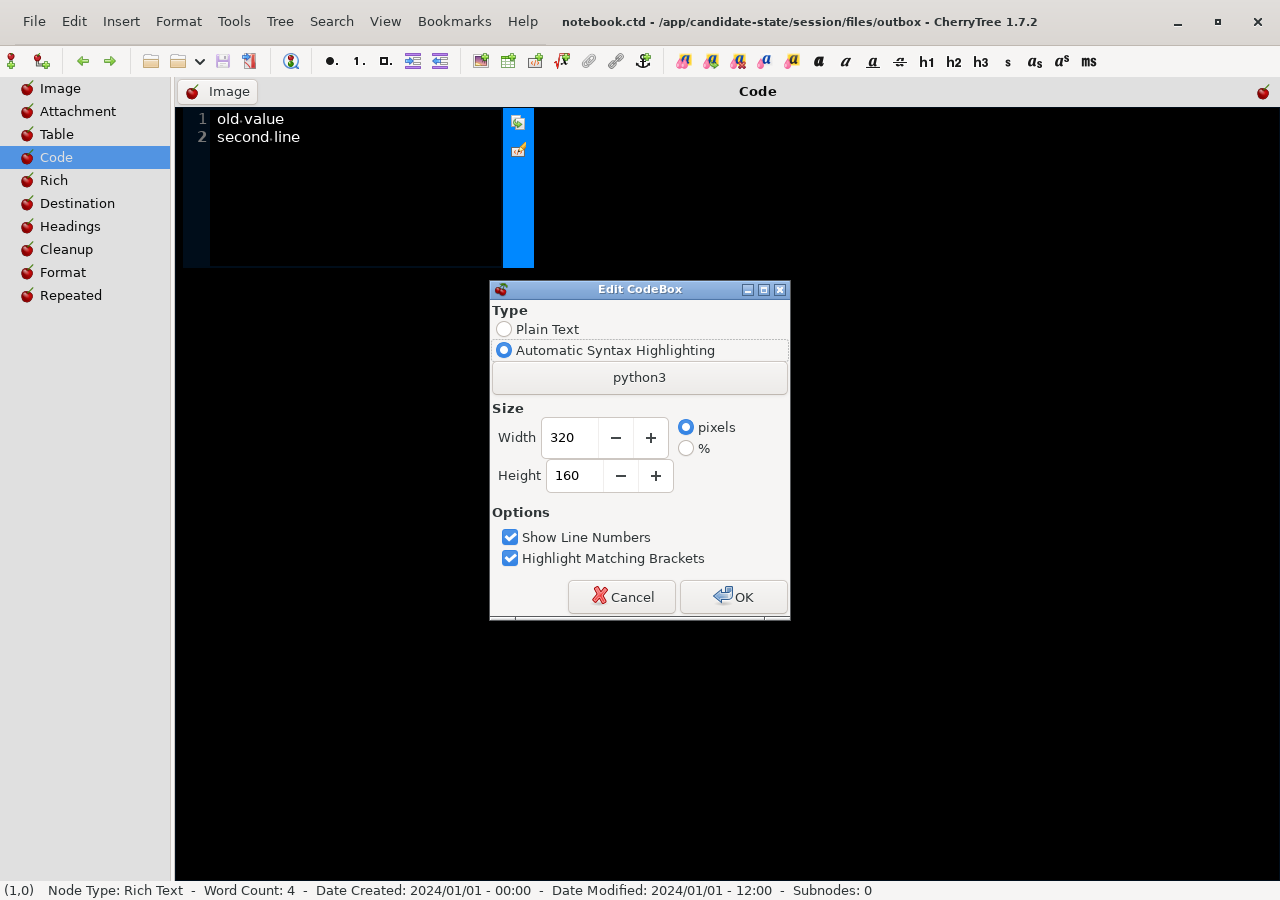 File Edit Insert Format Tools Tree Search View Bookmarks Help notebook.ctd - /app/candidate-state/session/files/outbox - CherryTree 1.7.2
1. a a a a a a a a a h1 h2 h3 s as as ms
Image
Attachment
Table
Code
Rich
Destination
Headings
Cleanup
Format
Repeated
Image Code
1 old·value
2 second·line
Edit CodeBox
Type
Plain Text
Automatic Syntax Highlighting
python3
Size
Width 320 pixels
%
Height 160
Options
Show Line Numbers
Highlight Matching Brackets
Cancel OK
(1,0) Node Type: Rich Text - Word Count: 4 - Date Created: 2024/01/01 - 00:00 - Date Modified: 2024/01/01 - 12:00 - Subnodes: 0